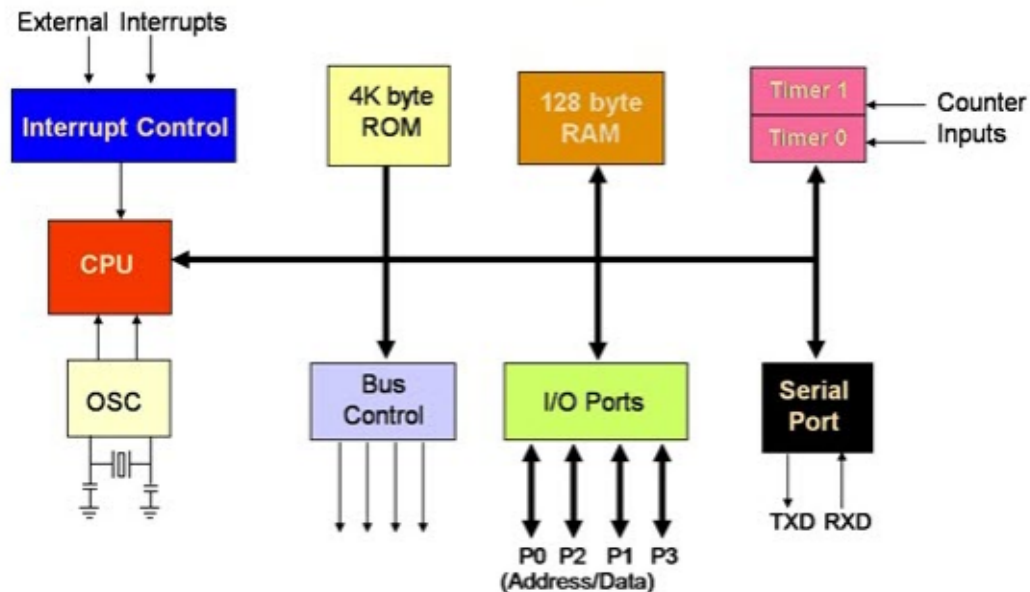 External Interrupts
Interrupt Control
4K byte
ROM
128 byte
RAM
Timer 1
Timer 0
Counter
Inputs
CPU
OSC
Bus
Control
I/O Ports
Serial
Port
TXD RXD
P0 P2 P1 P3
(Address/Data)